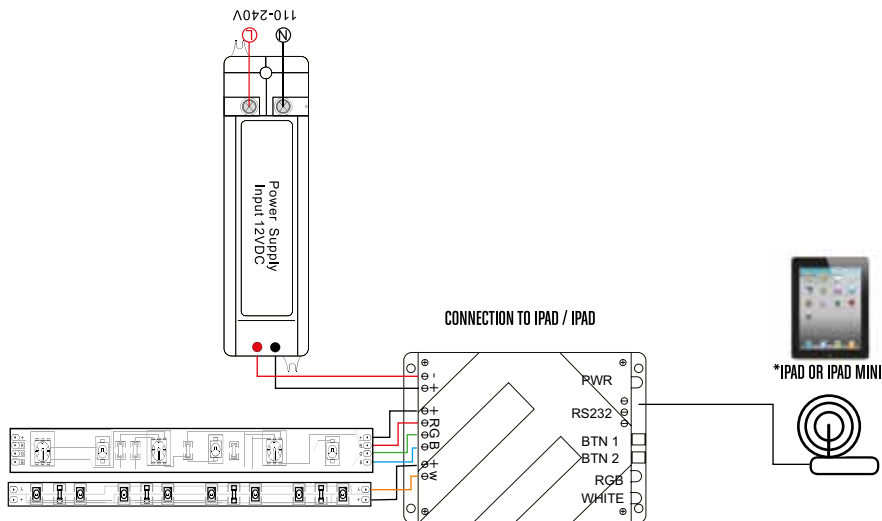 110-240V
L N
Power Supply
Input 12VDC
CONNECTION TO IPAD / IPAD
*IPAD OR IPAD MINI
-
+
+
R
G
B
+
W
PWR
RS232
BTN 1
BTN 2
RGB
WHITE